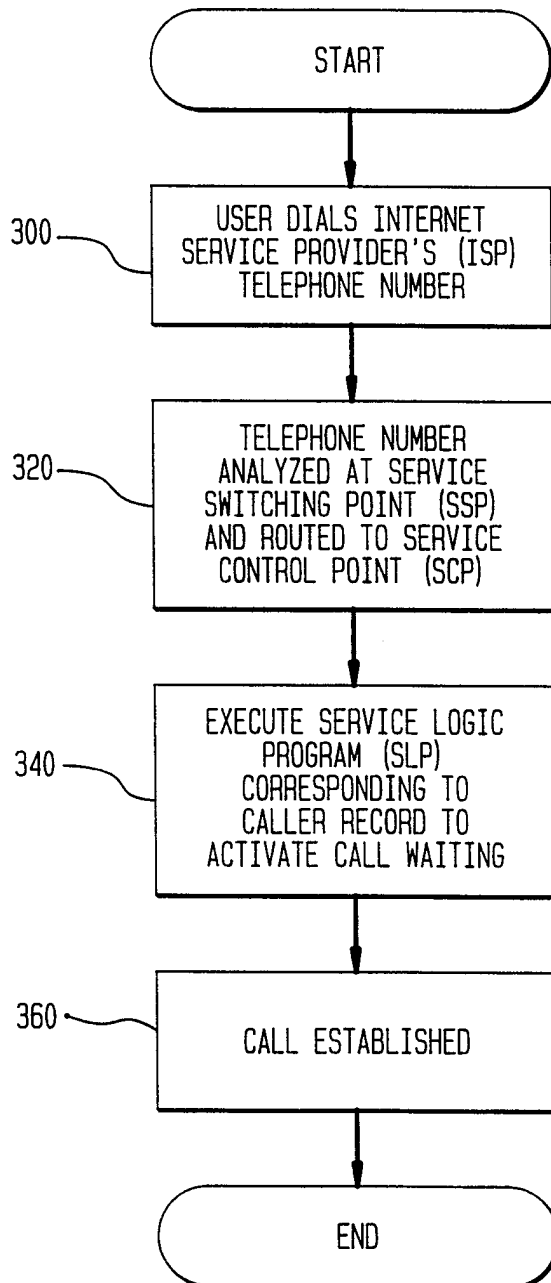 START
300
USER DIALS INTERNET
SERVICE PROVIDER'S (ISP)
TELEPHONE NUMBER
320
TELEPHONE NUMBER
ANALYZED AT SERVICE
SWITCHING POINT (SSP)
AND ROUTED TO SERVICE
CONTROL POINT (SCP)
340
EXECUTE SERVICE LOGIC
PROGRAM (SLP)
CORRESPONDING TO
CALLER RECORD TO
ACTIVATE CALL WAITING
360
CALL ESTABLISHED
END